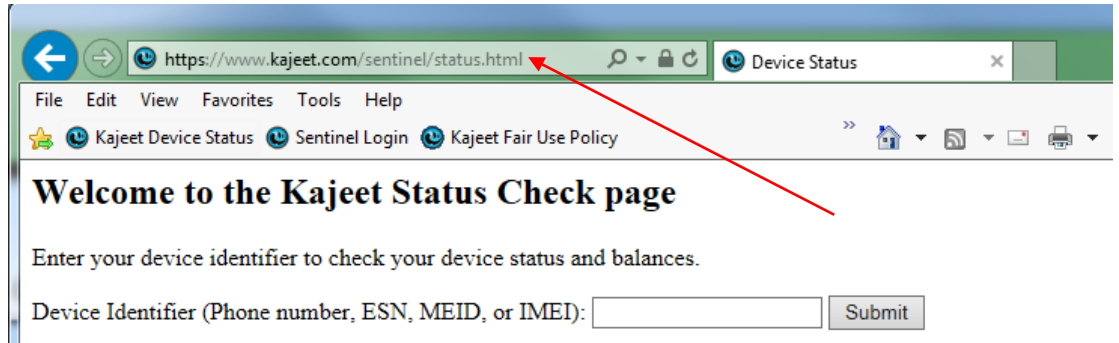 https://www.kajeet.com/sentinel/status.html Device Status
File Edit View Favorites Tools Help
Kajeet Device Status Sentinel Login Kajeet Fair Use Policy
Welcome to the Kajeet Status Check page
Enter your device identifier to check your device status and balances.
Device Identifier (Phone number, ESN, MEID, or IMEI): Submit